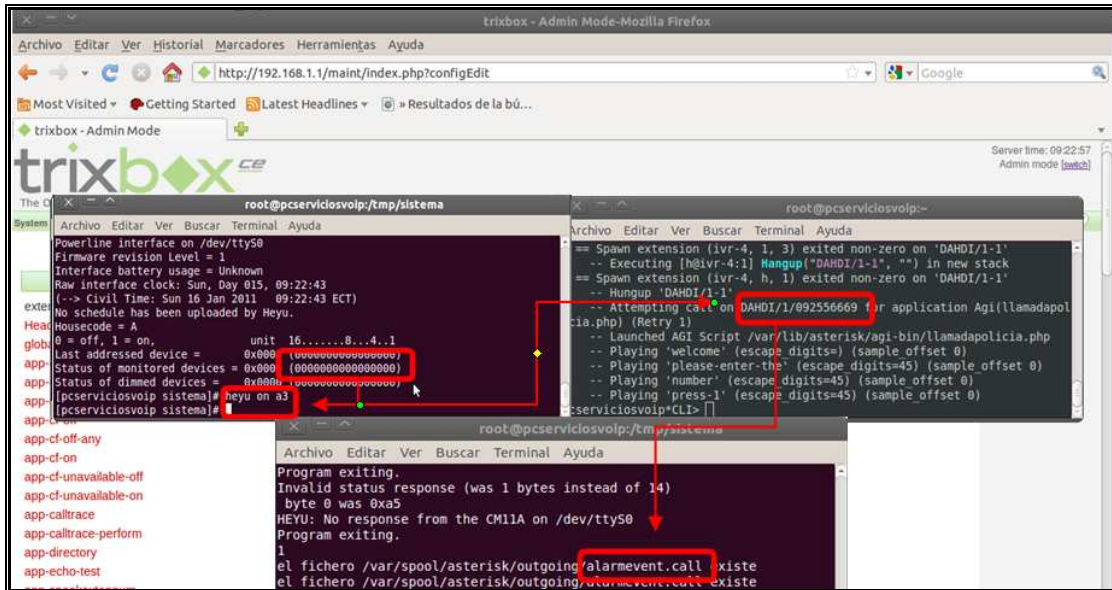 trixbox - Admin Mode-Mozilla Firefox
Archivo Editar Ver Historial Marcadores Herramientas Ayuda
http://192.168.1.1/maint/index.php?configEdit
Google
Most Visited Getting Started Latest Headlines » Resultados de la bú...
trixbox - Admin Mode
Server time: 09:22:57
Admin mode [switch]
trixbox ce
The O
System
root@pcserviciosvoip:/tmp/sistema
Archivo Editar Ver Buscar Terminal Ayuda
Powerline interface on /dev/ttyS0
Firmware revision Level = 1
Interface battery usage = Unknown
Raw interface clock: Sun, Day 015, 09:22:43
(--> Civil Time: Sun 16 Jan 2011 09:22:43 ECT)
No schedule has been uploaded by Heyu.
Housecode = A
0 = off, 1 = on, unit 16.......8...4..1
Last addressed device = 0x0000 (0000000000000000)
Status of monitored devices = 0x0000 (0000000000000000)
Status of dimmed devices = 0x0000 (0000000000000000)
[pcserviciosvoip sistema]# heyu on a3
[pcserviciosvoip sistema]#
root@pcserviciosvoip:~
Archivo Editar Ver Buscar Terminal Ayuda
== Spawn extension (ivr-4, 1, 3) exited non-zero on 'DAHDI/1-1'
-- Executing [h@ivr-4:1] Hangup("DAHDI/1-1", "") in new stack
== Spawn extension (ivr-4, h, 1) exited non-zero on 'DAHDI/1-1'
-- Hungup 'DAHDI/1-1'
-- Attempting call on DAHDI/1/092556669 for application Agi(llamadapol
cia.php) (Retry 1)
-- Launched AGI Script /var/lib/asterisk/agi-bin/llamadapolicia.php
-- Playing 'welcome' (escape_digits=) (sample_offset 0)
-- Playing 'please-enter-the' (escape_digits=45) (sample_offset 0)
-- Playing 'number' (escape_digits=45) (sample_offset 0)
-- Playing 'press-1' (escape_digits=45) (sample_offset 0)
pcserviciosvoip*CLI>
exter
Head
globa
app-
app-
app-
app-cf-off
app-cf-off-any
app-cf-on
app-cf-unavailable-off
app-cf-unavailable-on
app-calltrace
app-calltrace-perform
app-directory
app-echo-test
root@pcserviciosvoip:/tmp/sistema
Archivo Editar Ver Buscar Terminal Ayuda
Program exiting.
Invalid status response (was 1 bytes instead of 14)
byte 0 was 0xa5
HEYU: No response from the CM11A on /dev/ttyS0
Program exiting.
1
el fichero /var/spool/asterisk/outgoing/alarmevent.call existe
el fichero /var/spool/asterisk/outgoing/alarmevent.call existe